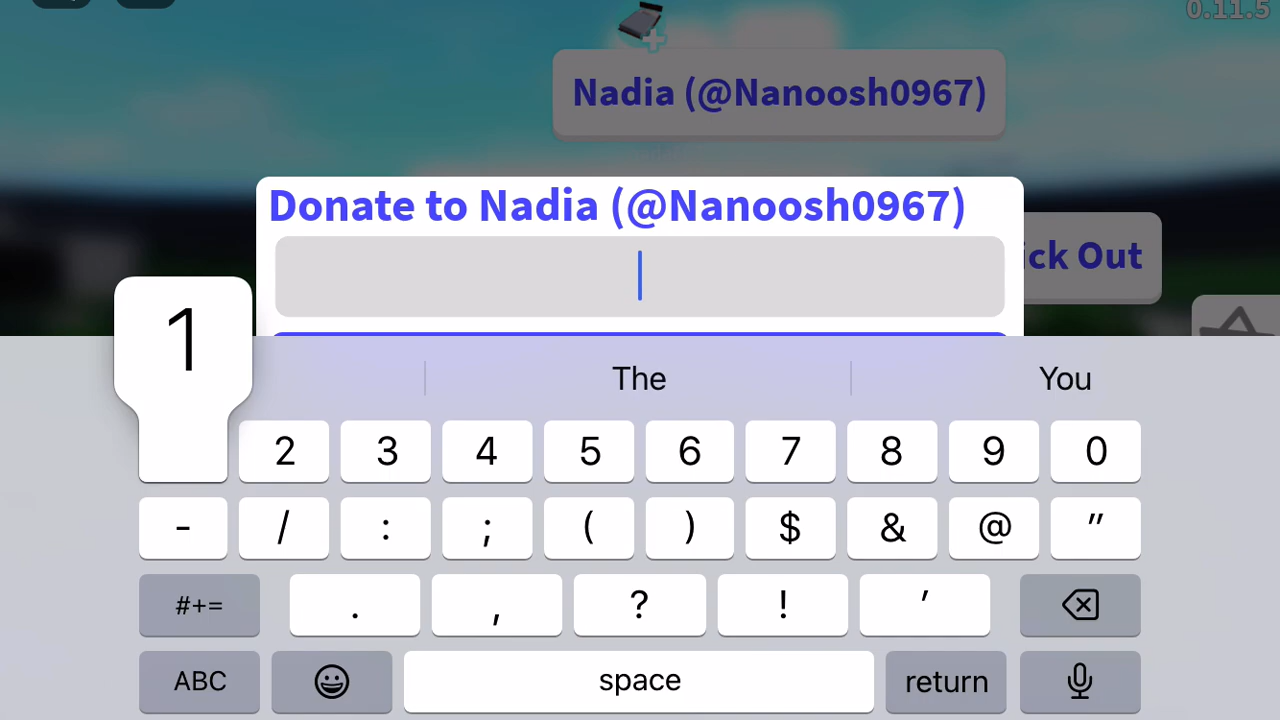 0.11.5
Nadia (@Nanoosh0967)
Donate to Nadia (@Nanoosh0967)
ick Out
1
The You
2 3 4 5 6 7 8 9 0
- / : ; ( ) $ & @ "
#+= . , ? ! '
ABC space return